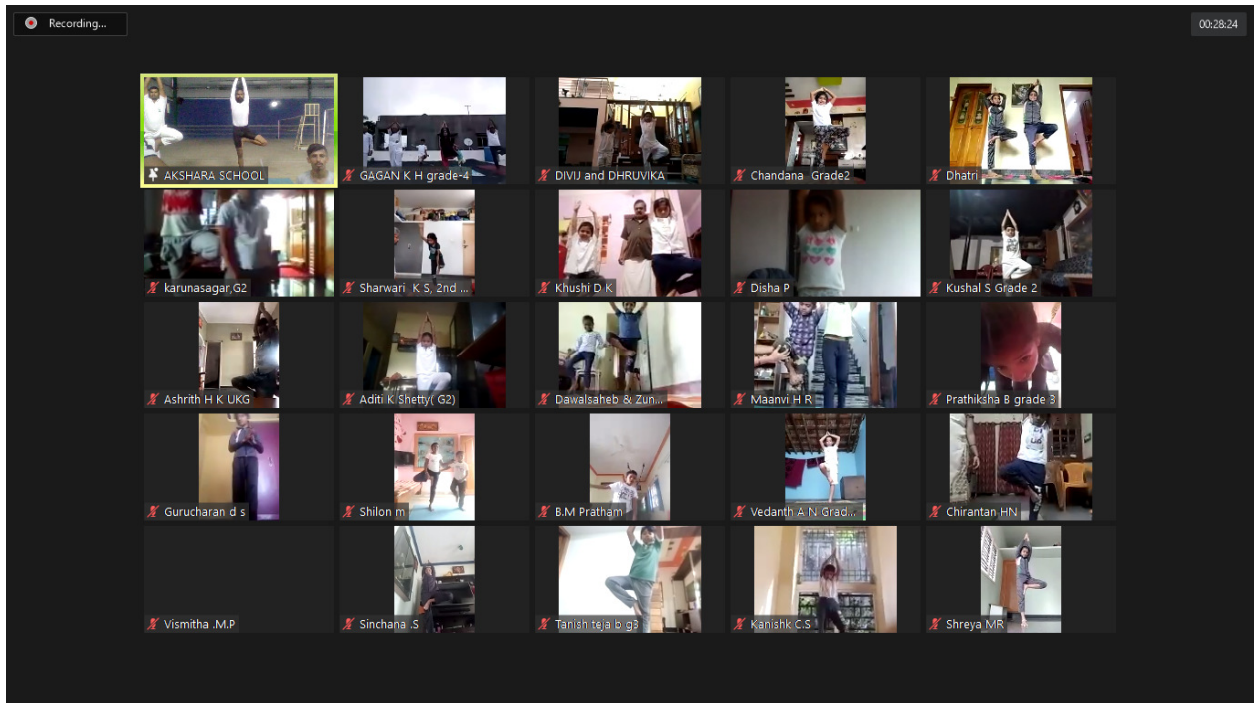 Recording...
00:28:24
AKSHARA SCHOOL
GAGAN K H grade-4
DIVIJ and DHRUVIKA
Chandana Grade2
Dhatri
karunasagar,G2
Sharwari K S, 2nd ...
Khushi D K
Disha P
Kushal S Grade 2
Ashrith H K UKG
Aditi K Shetty( G2)
Dawalsaheb & Zun...
Maanvi H R
Prathiksha B grade 3
Gurucharan d s
Shilon m
B.M Pratham
Vedanth A N Grad...
Chirantan HN
Vismitha .M.P
Sinchana .S
Tanish teja b g3
Kanishk C.S
Shreya MR